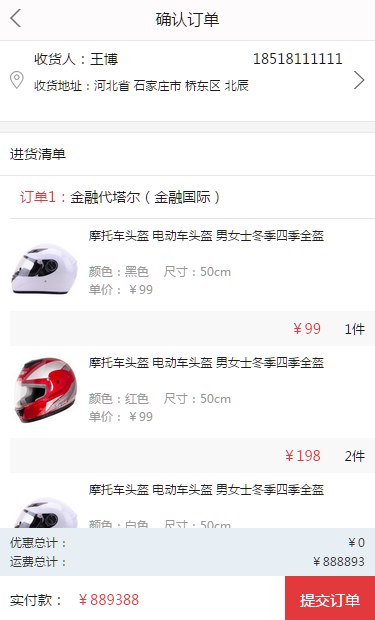 确认订单
收货人：王博 18518111111
收货地址：河北省 石家庄市 桥东区 北辰
进货清单
订单1：金融代塔尔（金融国际）
摩托车头盔 电动车头盔 男女士冬季四季全盔
颜色：黑色 尺寸：50cm
单价：￥99
￥99 1件
摩托车头盔 电动车头盔 男女士冬季四季全盔
颜色：红色 尺寸：50cm
单价：￥99
￥198 2件
摩托车头盔 电动车头盔 男女士冬季四季全盔
颜色：白色 尺寸：50cm
优惠总计： ￥0
运费总计： ￥888893
实付款： ￥889388 提交订单